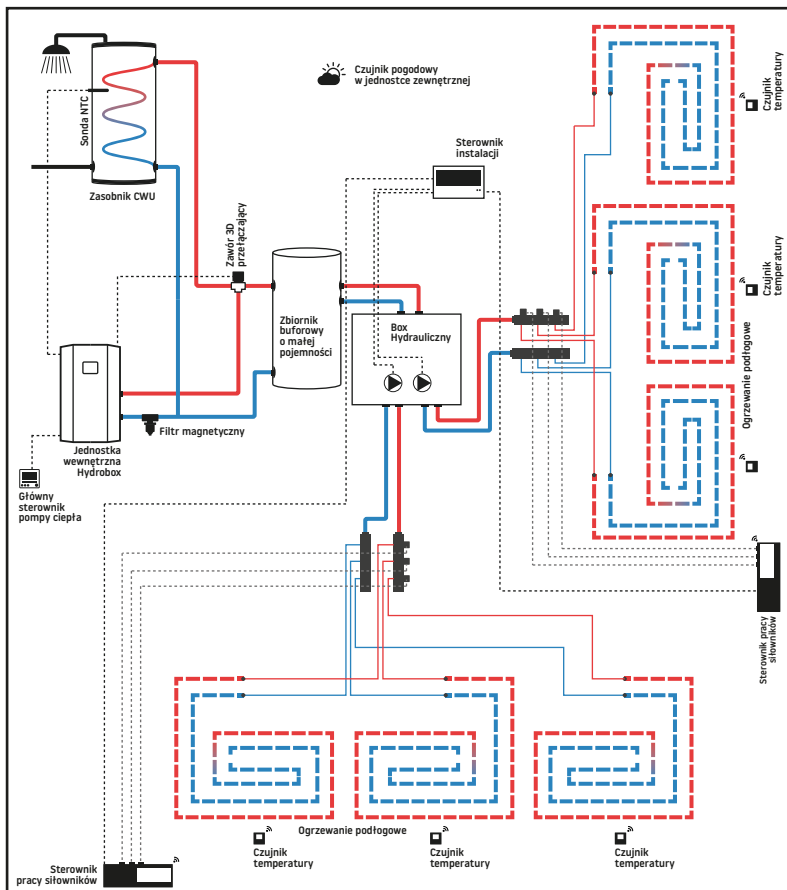 Czujnik pogodowy
w jednostce zewnętrznej
Sonda NTC
Zasobnik CWU
Sterownik
instalacji
Czujnik
temperatury
Zawór 3D
przełączający
Zbiornik
buforowy
o małej
pojemności
Box
Hydrauliczny
Czujnik
temperatury
Ogrzewanie podłogowe
Filtr magnetyczny
Jednostka
wewnętrzna
Hydrobox
Główny
sterownik
pompy ciepła
Sterownik pracy
siłowników
Ogrzewanie podłogowe
Czujnik
temperatury
Czujnik
temperatury
Czujnik
temperatury
Sterownik
pracy siłowników